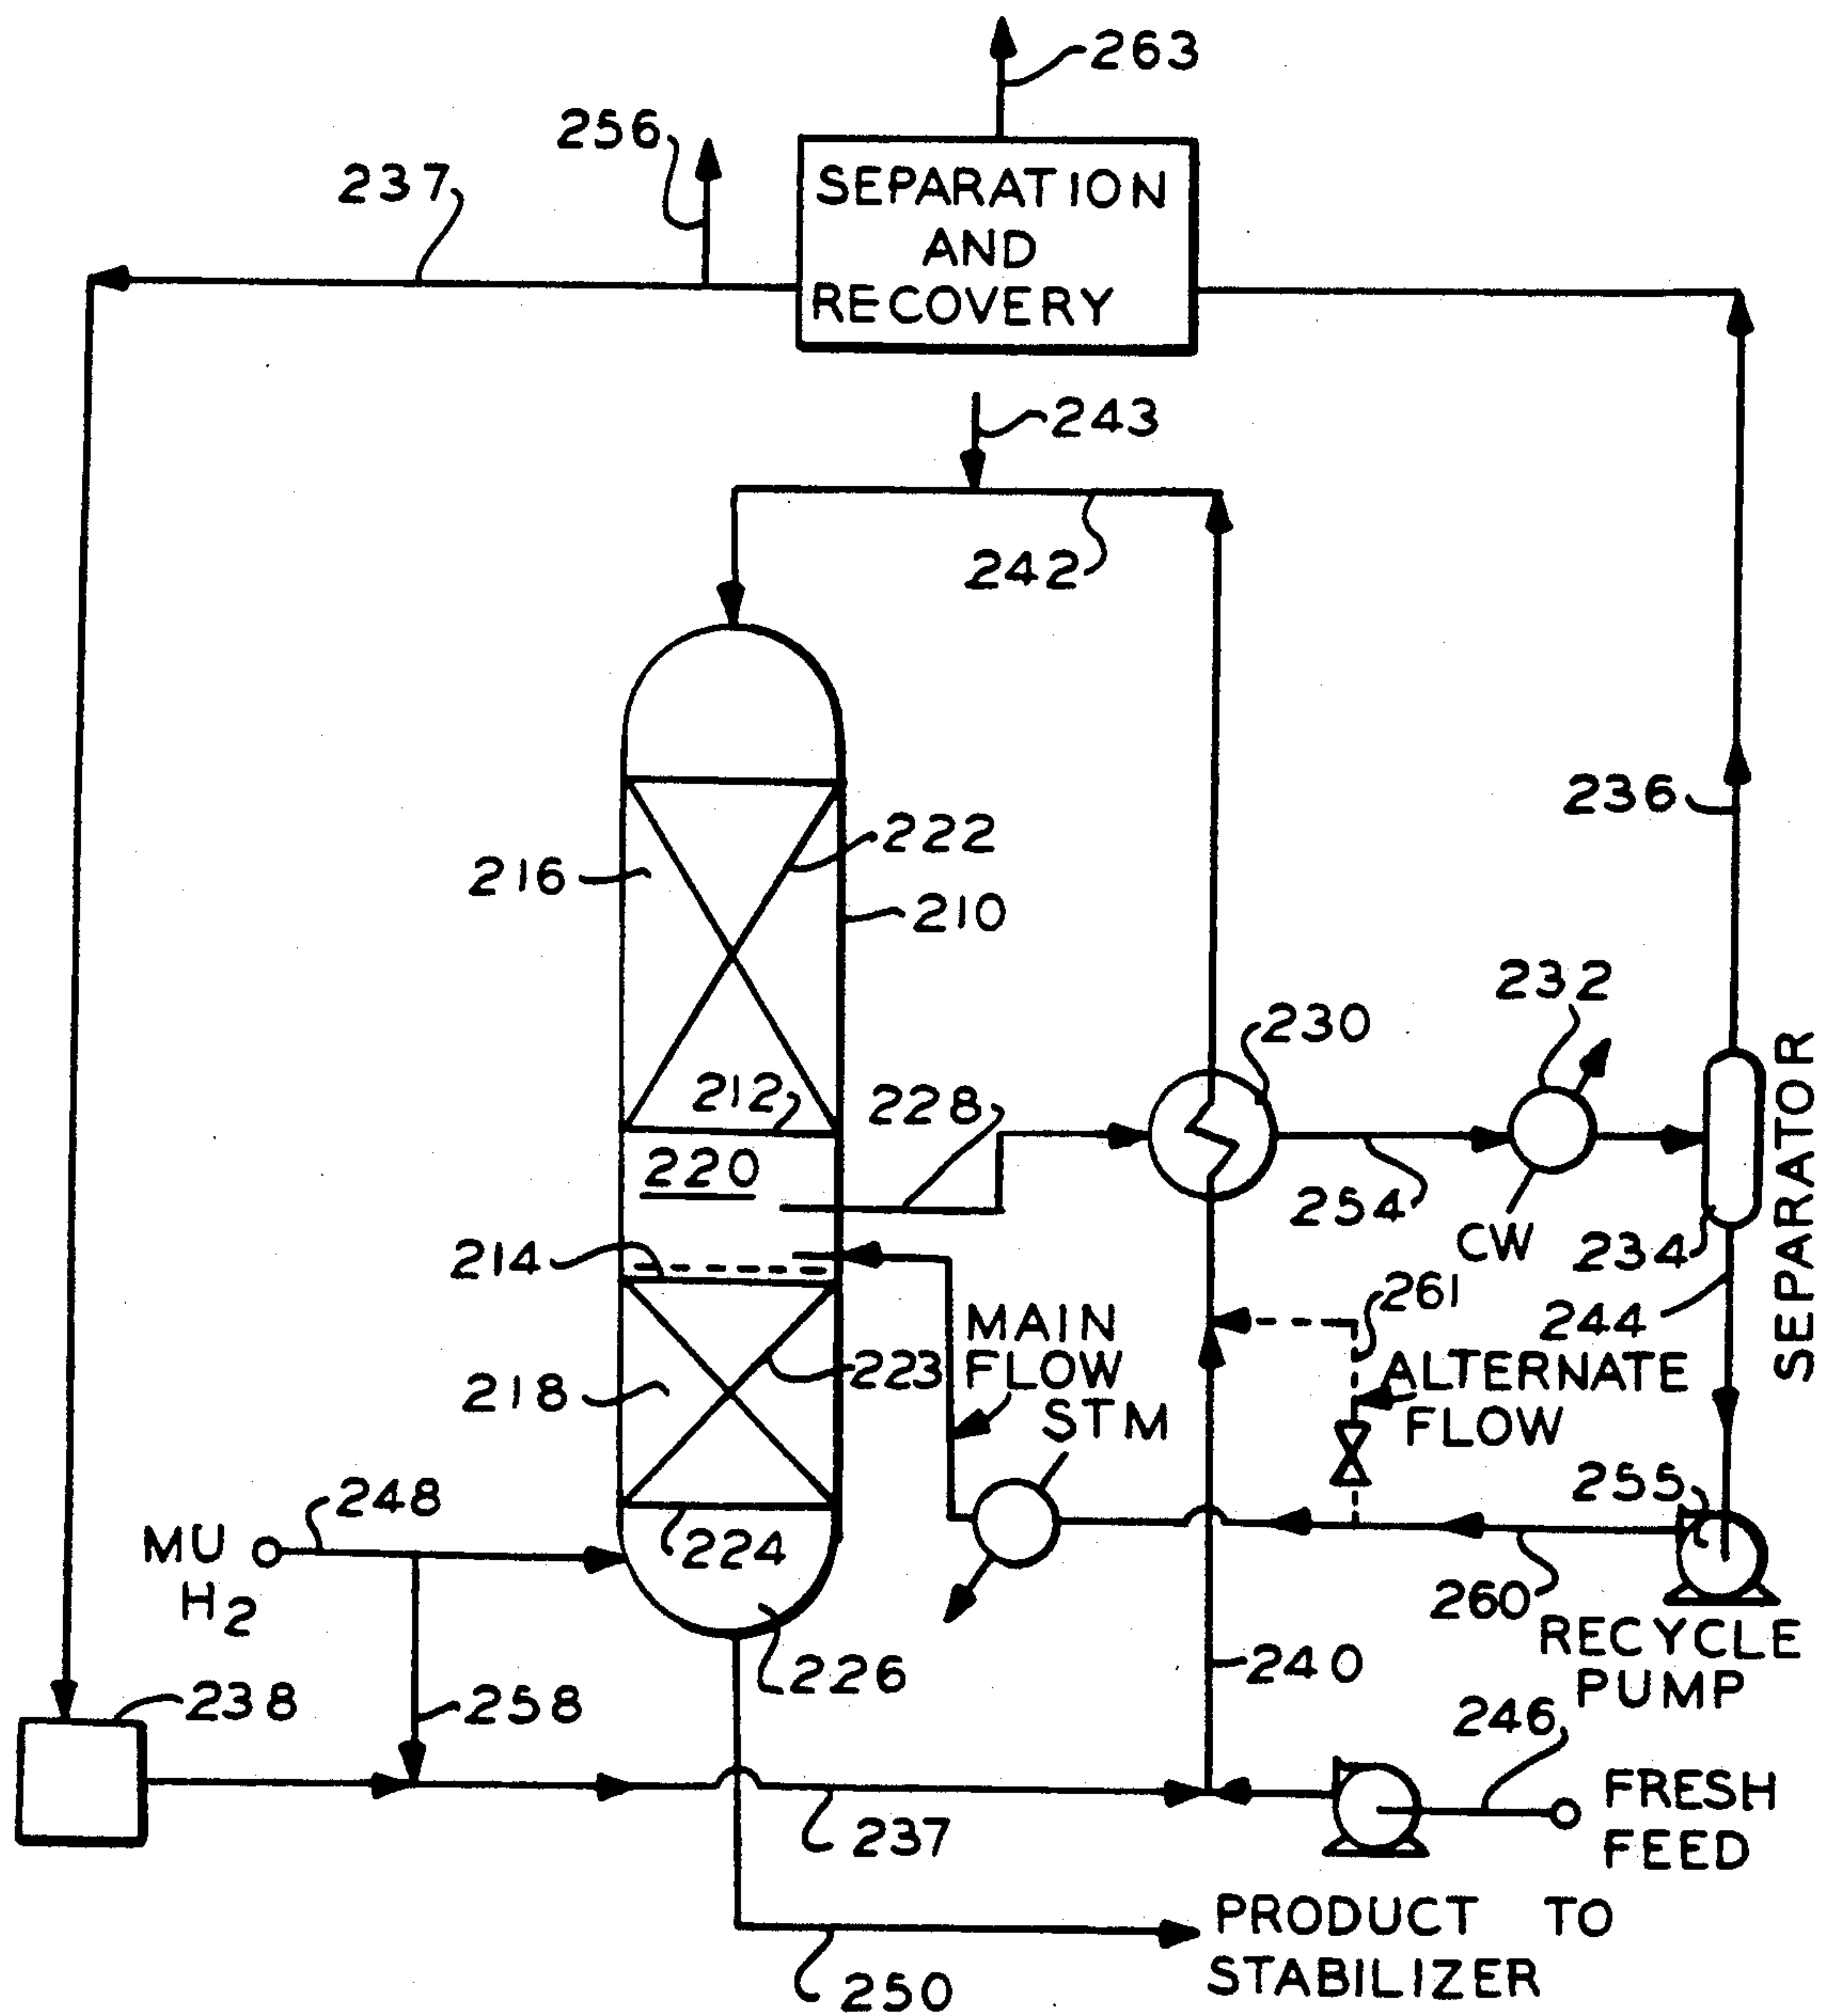 263
256
237
SEPARATION
AND
RECOVERY
243
242
236
222
216
210
232
230
212
228
220
254
CW
234
SEPARATOR
214
261
244
MAIN
FLOW
223
ALTERNATE
FLOW
218
STM
248
255
MU
H2
224
260
RECYCLE
PUMP
226
240
238
258
246
FRESH
FEED
237
PRODUCT TO
STABILIZER
250